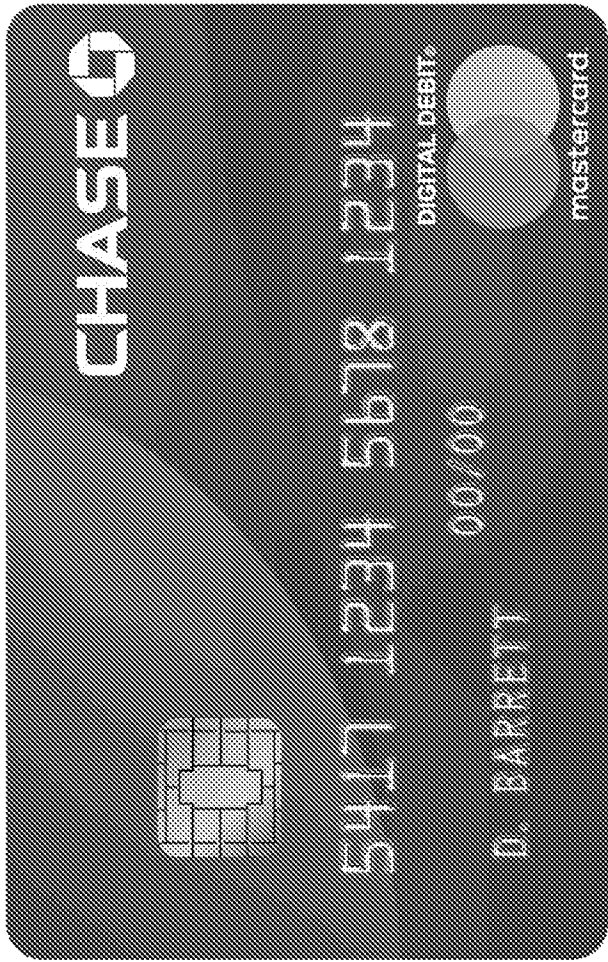 CHASE
5417 1234 5678 1234
DIGITAL DEBIT®
00/00
D. BARRETT
mastercard